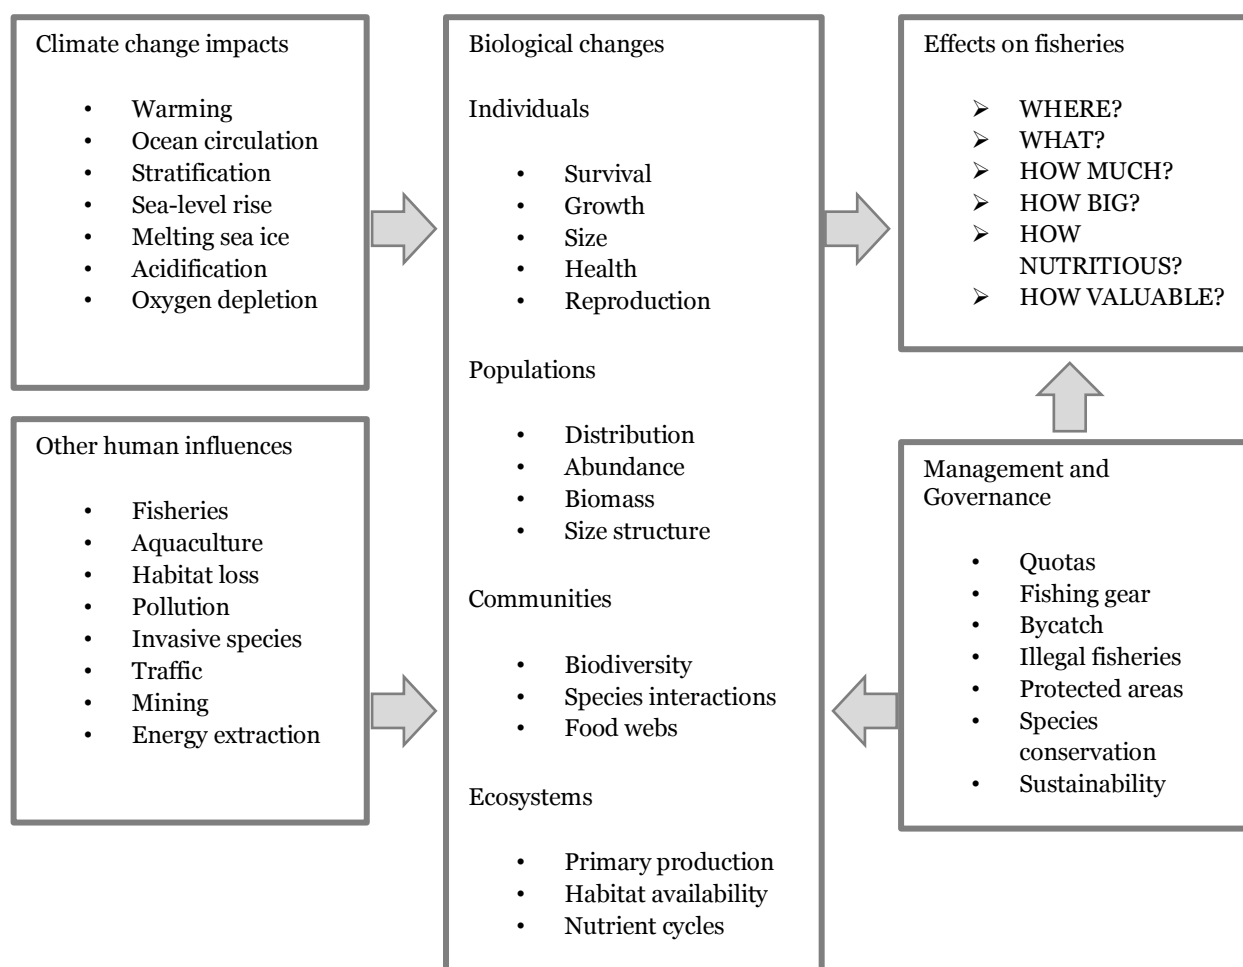 Climate change impacts
• Warming
• Ocean circulation
• Stratification
• Sea-level rise
• Melting sea ice
• Acidification
• Oxygen depletion
Other human influences
• Fisheries
• Aquaculture
• Habitat loss
• Pollution
• Invasive species
• Traffic
• Mining
• Energy extraction
Biological changes
Individuals
• Survival
• Growth
• Size
• Health
• Reproduction
Populations
• Distribution
• Abundance
• Biomass
• Size structure
Communities
• Biodiversity
• Species interactions
• Food webs
Ecosystems
• Primary production
• Habitat availability
• Nutrient cycles
Effects on fisheries
➢ WHERE?
➢ WHAT?
➢ HOW MUCH?
➢ HOW BIG?
➢ HOW
NUTRITIOUS?
➢ HOW VALUABLE?
Management and
Governance
• Quotas
• Fishing gear
• Bycatch
• Illegal fisheries
• Protected areas
• Species
conservation
• Sustainability